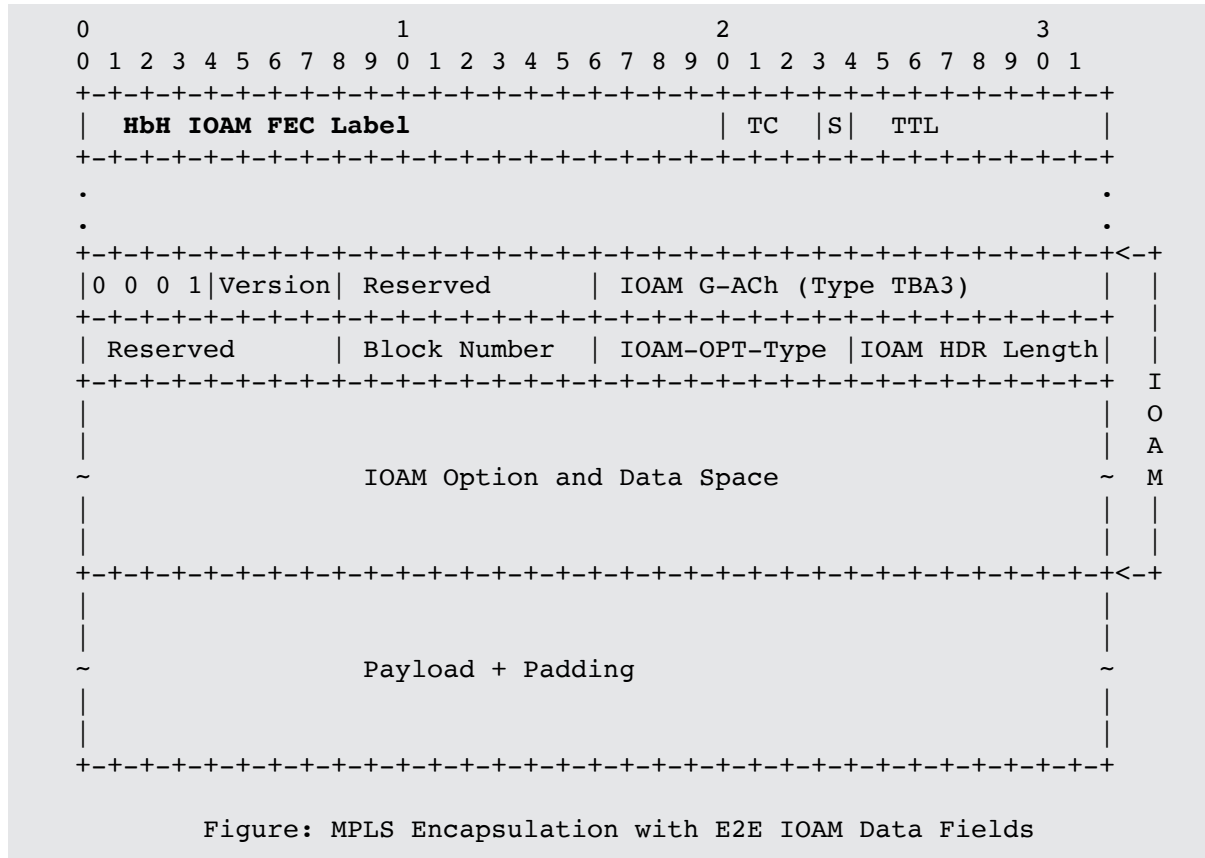 0                   1                   2                   3
0 1 2 3 4 5 6 7 8 9 0 1 2 3 4 5 6 7 8 9 0 1 2 3 4 5 6 7 8 9 0 1
+-+-+-+-+-+-+-+-+-+-+-+-+-+-+-+-+-+-+-+-+-+-+-+-+-+-+-+-+-+-+-+-+
|  HbH IOAM FEC Label                   | TC  |S|  TTL          |
+-+-+-+-+-+-+-+-+-+-+-+-+-+-+-+-+-+-+-+-+-+-+-+-+-+-+-+-+-+-+-+-+
.                                                               .
.                                                               .
+-+-+-+-+-+-+-+-+-+-+-+-+-+-+-+-+-+-+-+-+-+-+-+-+-+-+-+-+-+-+-+-+<-+
|0 0 0 1|Version| Reserved      | IOAM G-ACh (Type TBA3)        |  |
+-+-+-+-+-+-+-+-+-+-+-+-+-+-+-+-+-+-+-+-+-+-+-+-+-+-+-+-+-+-+-+-+  |
| Reserved      | Block Number  | IOAM-OPT-Type |IOAM HDR Length|  |
+-+-+-+-+-+-+-+-+-+-+-+-+-+-+-+-+-+-+-+-+-+-+-+-+-+-+-+-+-+-+-+-+  I
|                                                               |  O
|                                                               |  A
~                 IOAM Option and Data Space                    ~  M
|                                                               |  |
|                                                               |  |
+-+-+-+-+-+-+-+-+-+-+-+-+-+-+-+-+-+-+-+-+-+-+-+-+-+-+-+-+-+-+-+-+<-+
|                                                               |
|                                                               |
~                 Payload + Padding                             ~
|                                                               |
|                                                               |
+-+-+-+-+-+-+-+-+-+-+-+-+-+-+-+-+-+-+-+-+-+-+-+-+-+-+-+-+-+-+-+-+
Figure: MPLS Encapsulation with E2E IOAM Data Fields